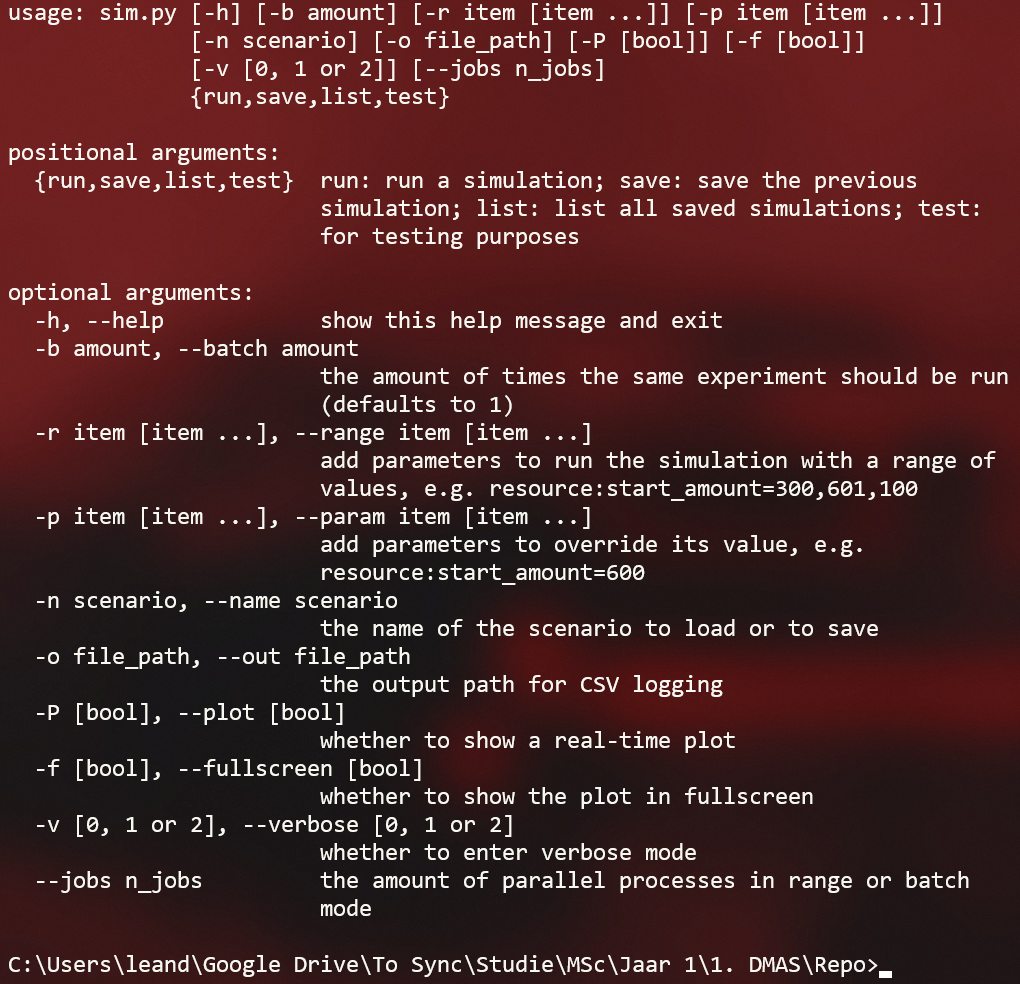 usage: sim.py [-h] [-b amount] [-r item [item ...]] [-p item [item ...]]
              [-n scenario] [-o file_path] [-P [bool]] [-f [bool]]
              [-v [0, 1 or 2]] [--jobs n_jobs]
              {run,save,list,test}

positional arguments:
  {run,save,list,test}  run: run a simulation; save: save the previous
                        simulation; list: list all saved simulations; test:
                        for testing purposes

optional arguments:
  -h, --help            show this help message and exit
  -b amount, --batch amount
                        the amount of times the same experiment should be run
                        (defaults to 1)
  -r item [item ...], --range item [item ...]
                        add parameters to run the simulation with a range of
                        values, e.g. resource:start_amount=300,601,100
  -p item [item ...], --param item [item ...]
                        add parameters to override its value, e.g.
                        resource:start_amount=600
  -n scenario, --name scenario
                        the name of the scenario to load or to save
  -o file_path, --out file_path
                        the output path for CSV logging
  -P [bool], --plot [bool]
                        whether to show a real-time plot
  -f [bool], --fullscreen [bool]
                        whether to show the plot in fullscreen
  -v [0, 1 or 2], --verbose [0, 1 or 2]
                        whether to enter verbose mode
  --jobs n_jobs         the amount of parallel processes in range or batch
                        mode

C:\Users\leand\Google Drive\To Sync\Studie\MSc\Jaar 1\1. DMAS\Repo>